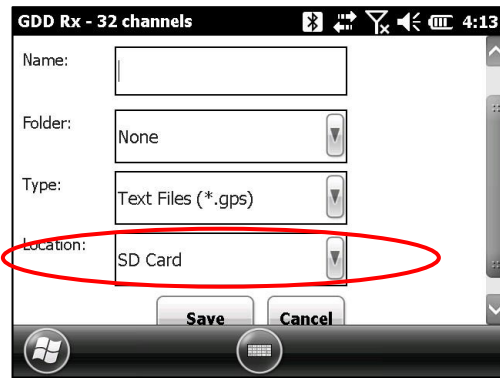 GDD Rx - 32 channels 4:13
Name:
Folder: None
Type: Text Files (*.gps)
Location: SD Card
Save Cancel